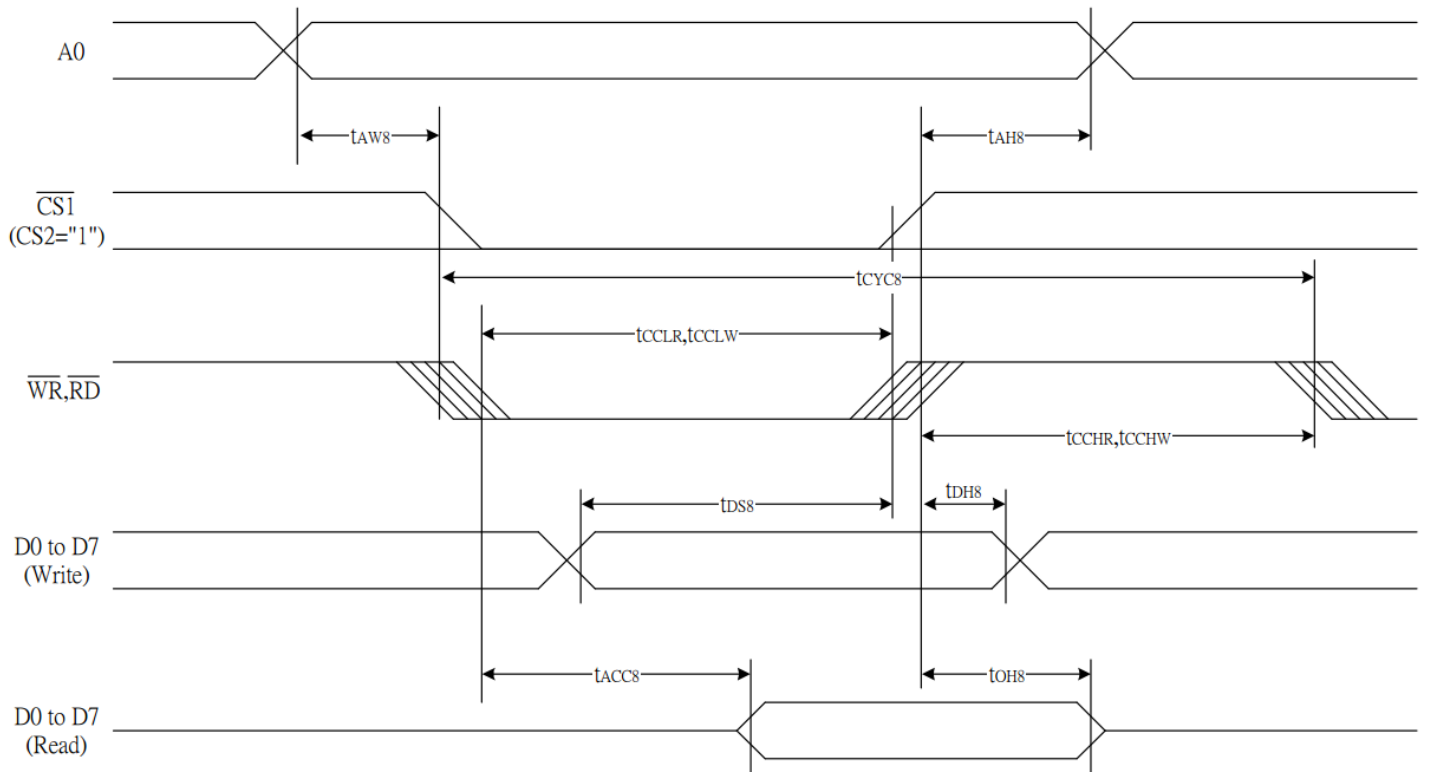 A0
tAW8
tAH8
CS1
(CS2="1")
tCYC8
tCCLR,tCCLW
WR,RD
tCCHR,tCCHW
tDS8
tDH8
D0 to D7
(Write)
tACC8
tOH8
D0 to D7
(Read)